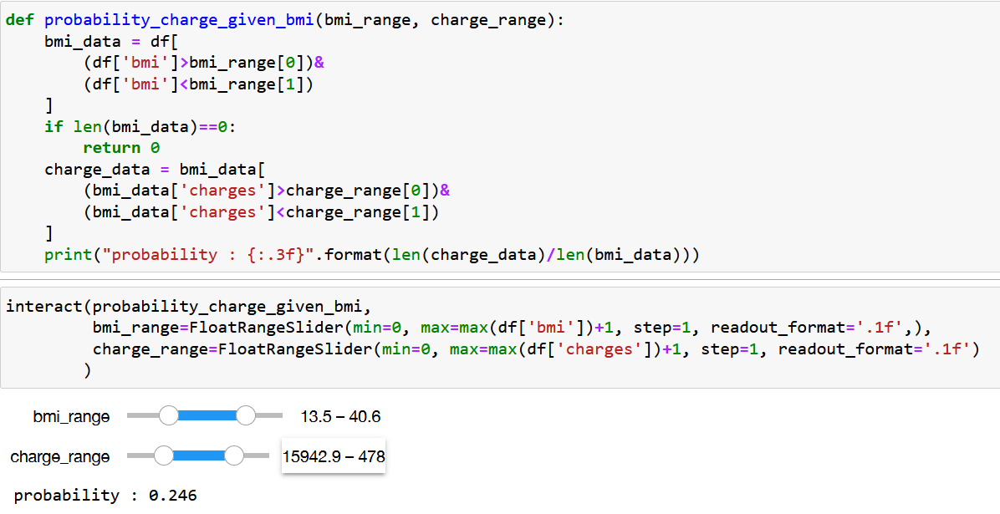 def probability_charge_given_bmi(bmi_range, charge_range):
    bmi_data = df[
        (df['bmi']>bmi_range[0])&
        (df['bmi']<bmi_range[1])
    ]
    if len(bmi_data)==0:
        return 0
    charge_data = bmi_data[
        (bmi_data['charges']>charge_range[0])&
        (bmi_data['charges']<charge_range[1])
    ]
    print("probability : {:.3f}".format(len(charge_data)/len(bmi_data)))
interact(probability_charge_given_bmi,
         bmi_range=FloatRangeSlider(min=0, max=max(df['bmi'])+1, step=1, readout_format='.1f',),
         charge_range=FloatRangeSlider(min=0, max=max(df['charges'])+1, step=1, readout_format='.1f')
        )
bmi_range 13.5 – 40.6
charge_range 15942.9 – 478
probability : 0.246